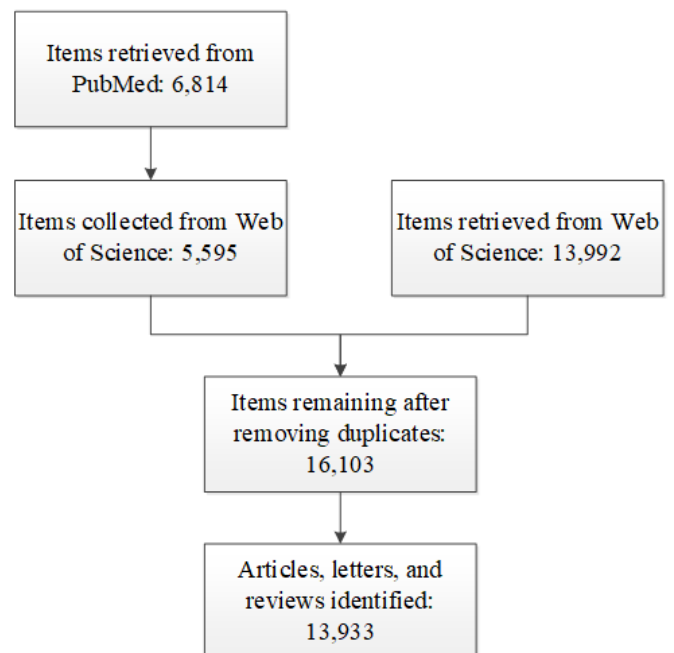 Items retrieved from
PubMed: 6,814
Items collected from Web
of Science: 5,595
Items retrieved from Web
of Science: 13,992
Items remaining after
removing duplicates:
16,103
Articles, letters, and
reviews identified:
13,933